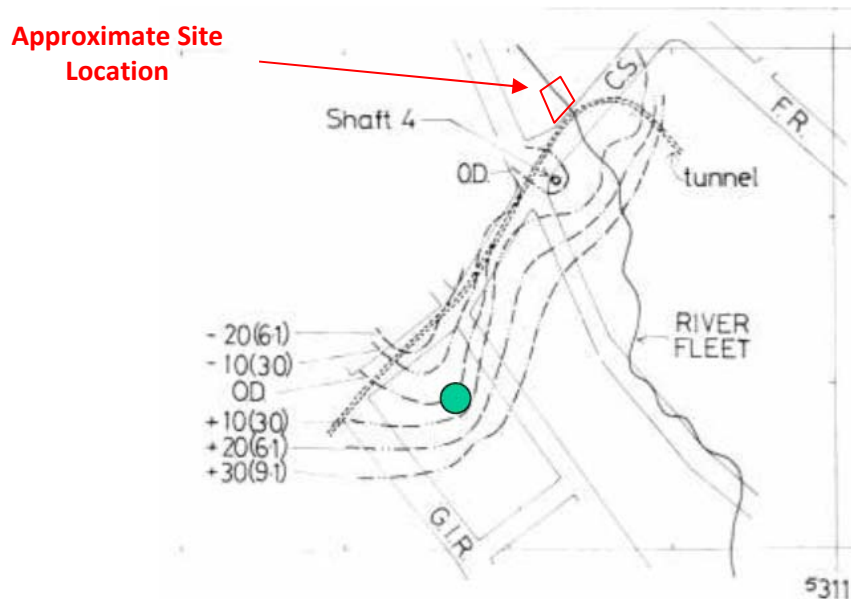 Approximate Site
Location
C.S.
F.R.
Shaft 4
O.D.
tunnel
RIVER
FLEET
- 20(6·1)
- 10(3·0)
O.D.
+10(3·0)
+20(6·1)
+30(9·1)
G.I.R.
⁵311